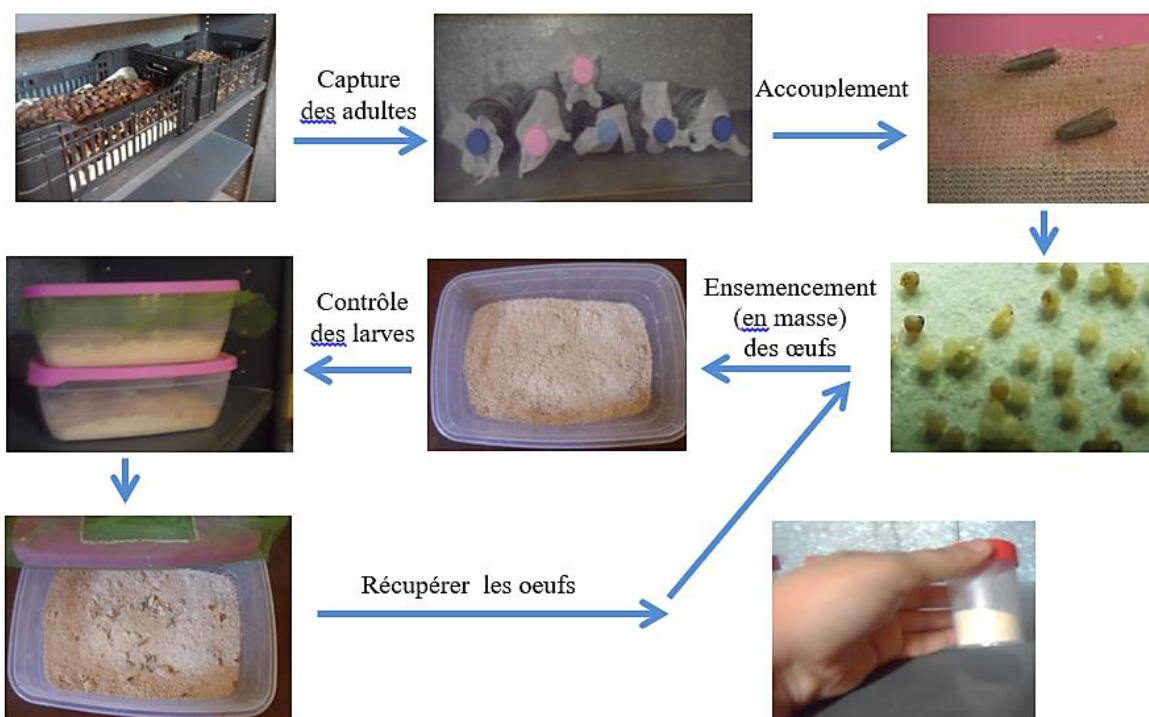 Capture
des adultes
Accouplement
Contrôle
des larves
Ensemencement
(en masse)
des œufs
Récupérer les oeufs